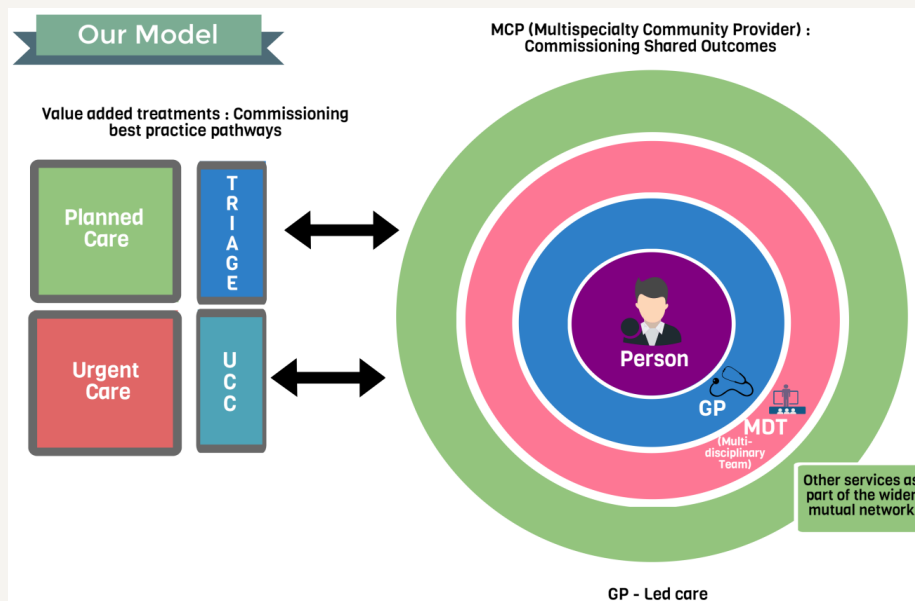 Our Model
MCP (Multispecialty Community Provider) :
Commissioning Shared Outcomes
Value added treatments : Commissioning
best practice pathways
Planned
Care
TRIAGE
Urgent
Care
UCC
Person
GP
MDT
(Multi-
disciplinary
Team)
Other services as
part of the wider
mutual network
GP - Led care